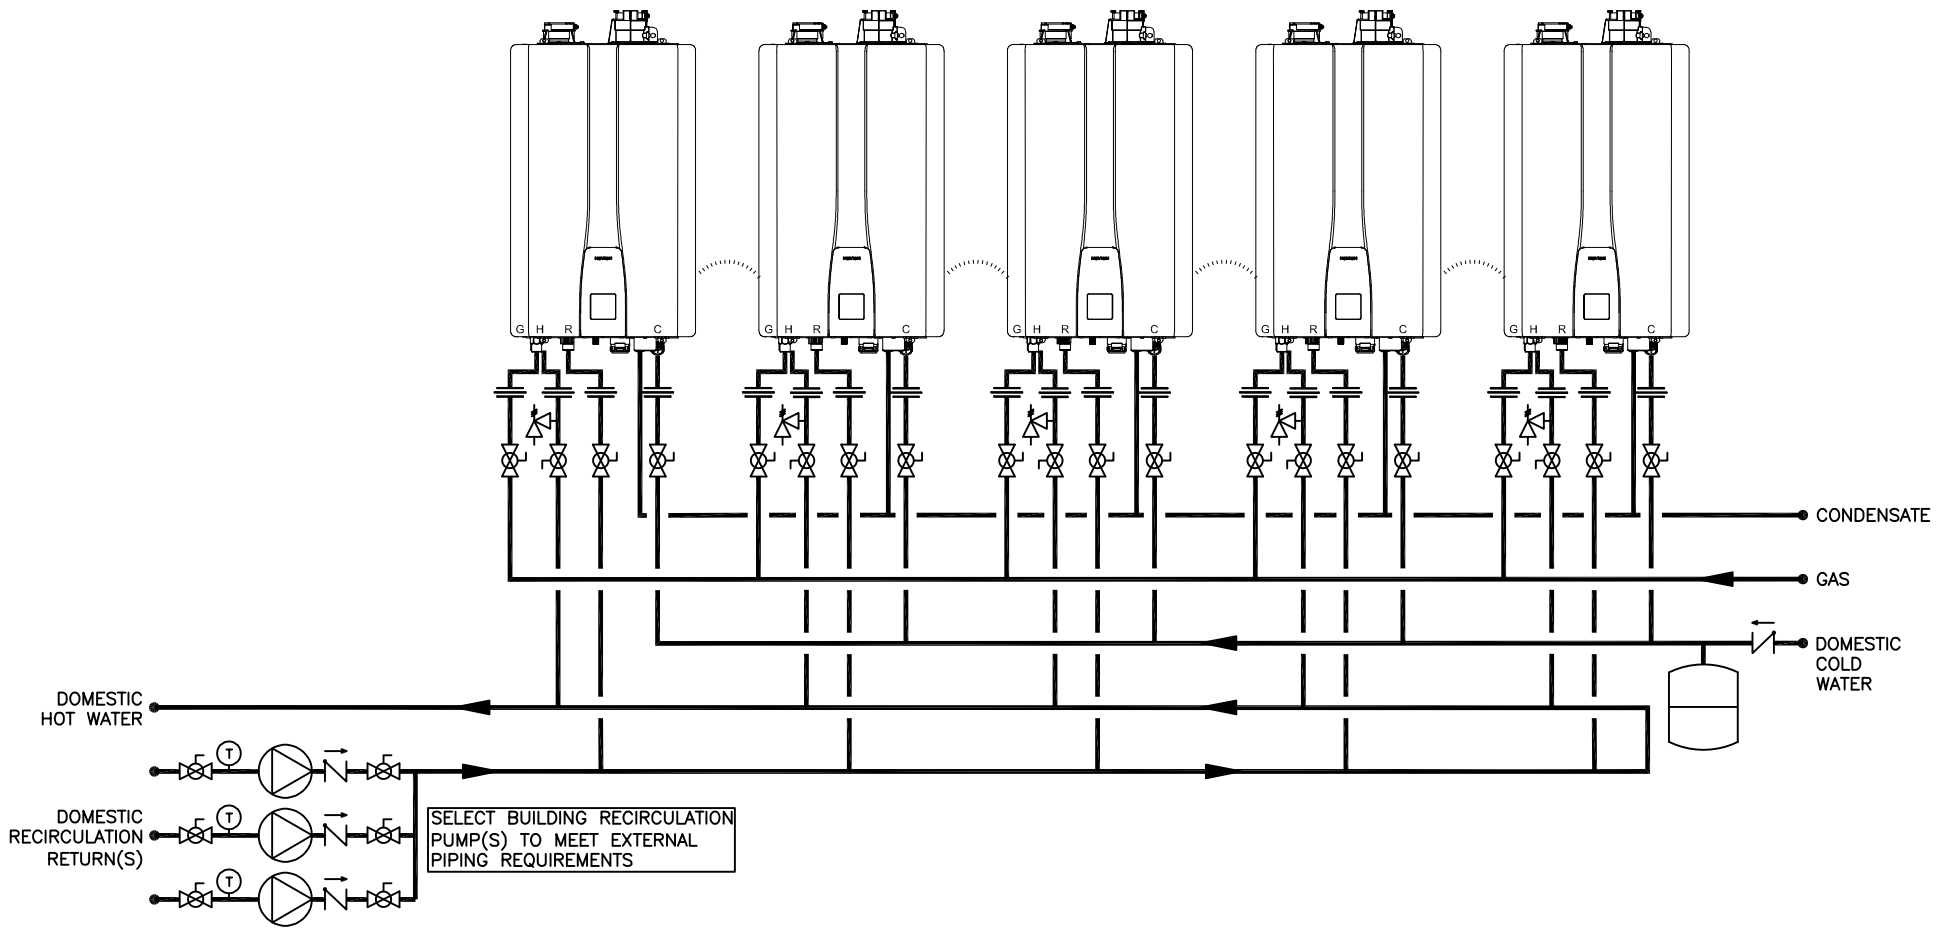 G H R C
G H R C
G H R C
G H R C
G H R C
CONDENSATE
GAS
DOMESTIC
COLD
WATER
DOMESTIC
HOT WATER
T
T
T
DOMESTIC
RECIRCULATION
RETURN(S)
SELECT BUILDING RECIRCULATION
PUMP(S) TO MEET EXTERNAL
PIPING REQUIREMENTS